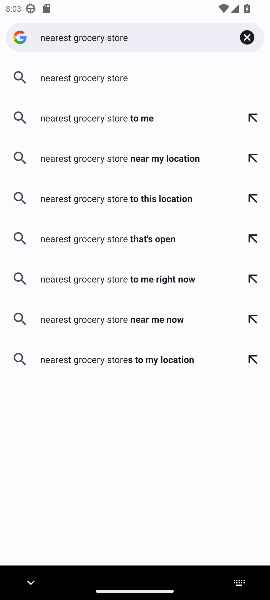 8:03
nearest grocery store
nearest grocery store
nearest grocery store to me
nearest grocery store near my location
nearest grocery store to this location
nearest grocery store that's open
nearest grocery store to me right now
nearest grocery store near me now
nearest grocery stores to my location